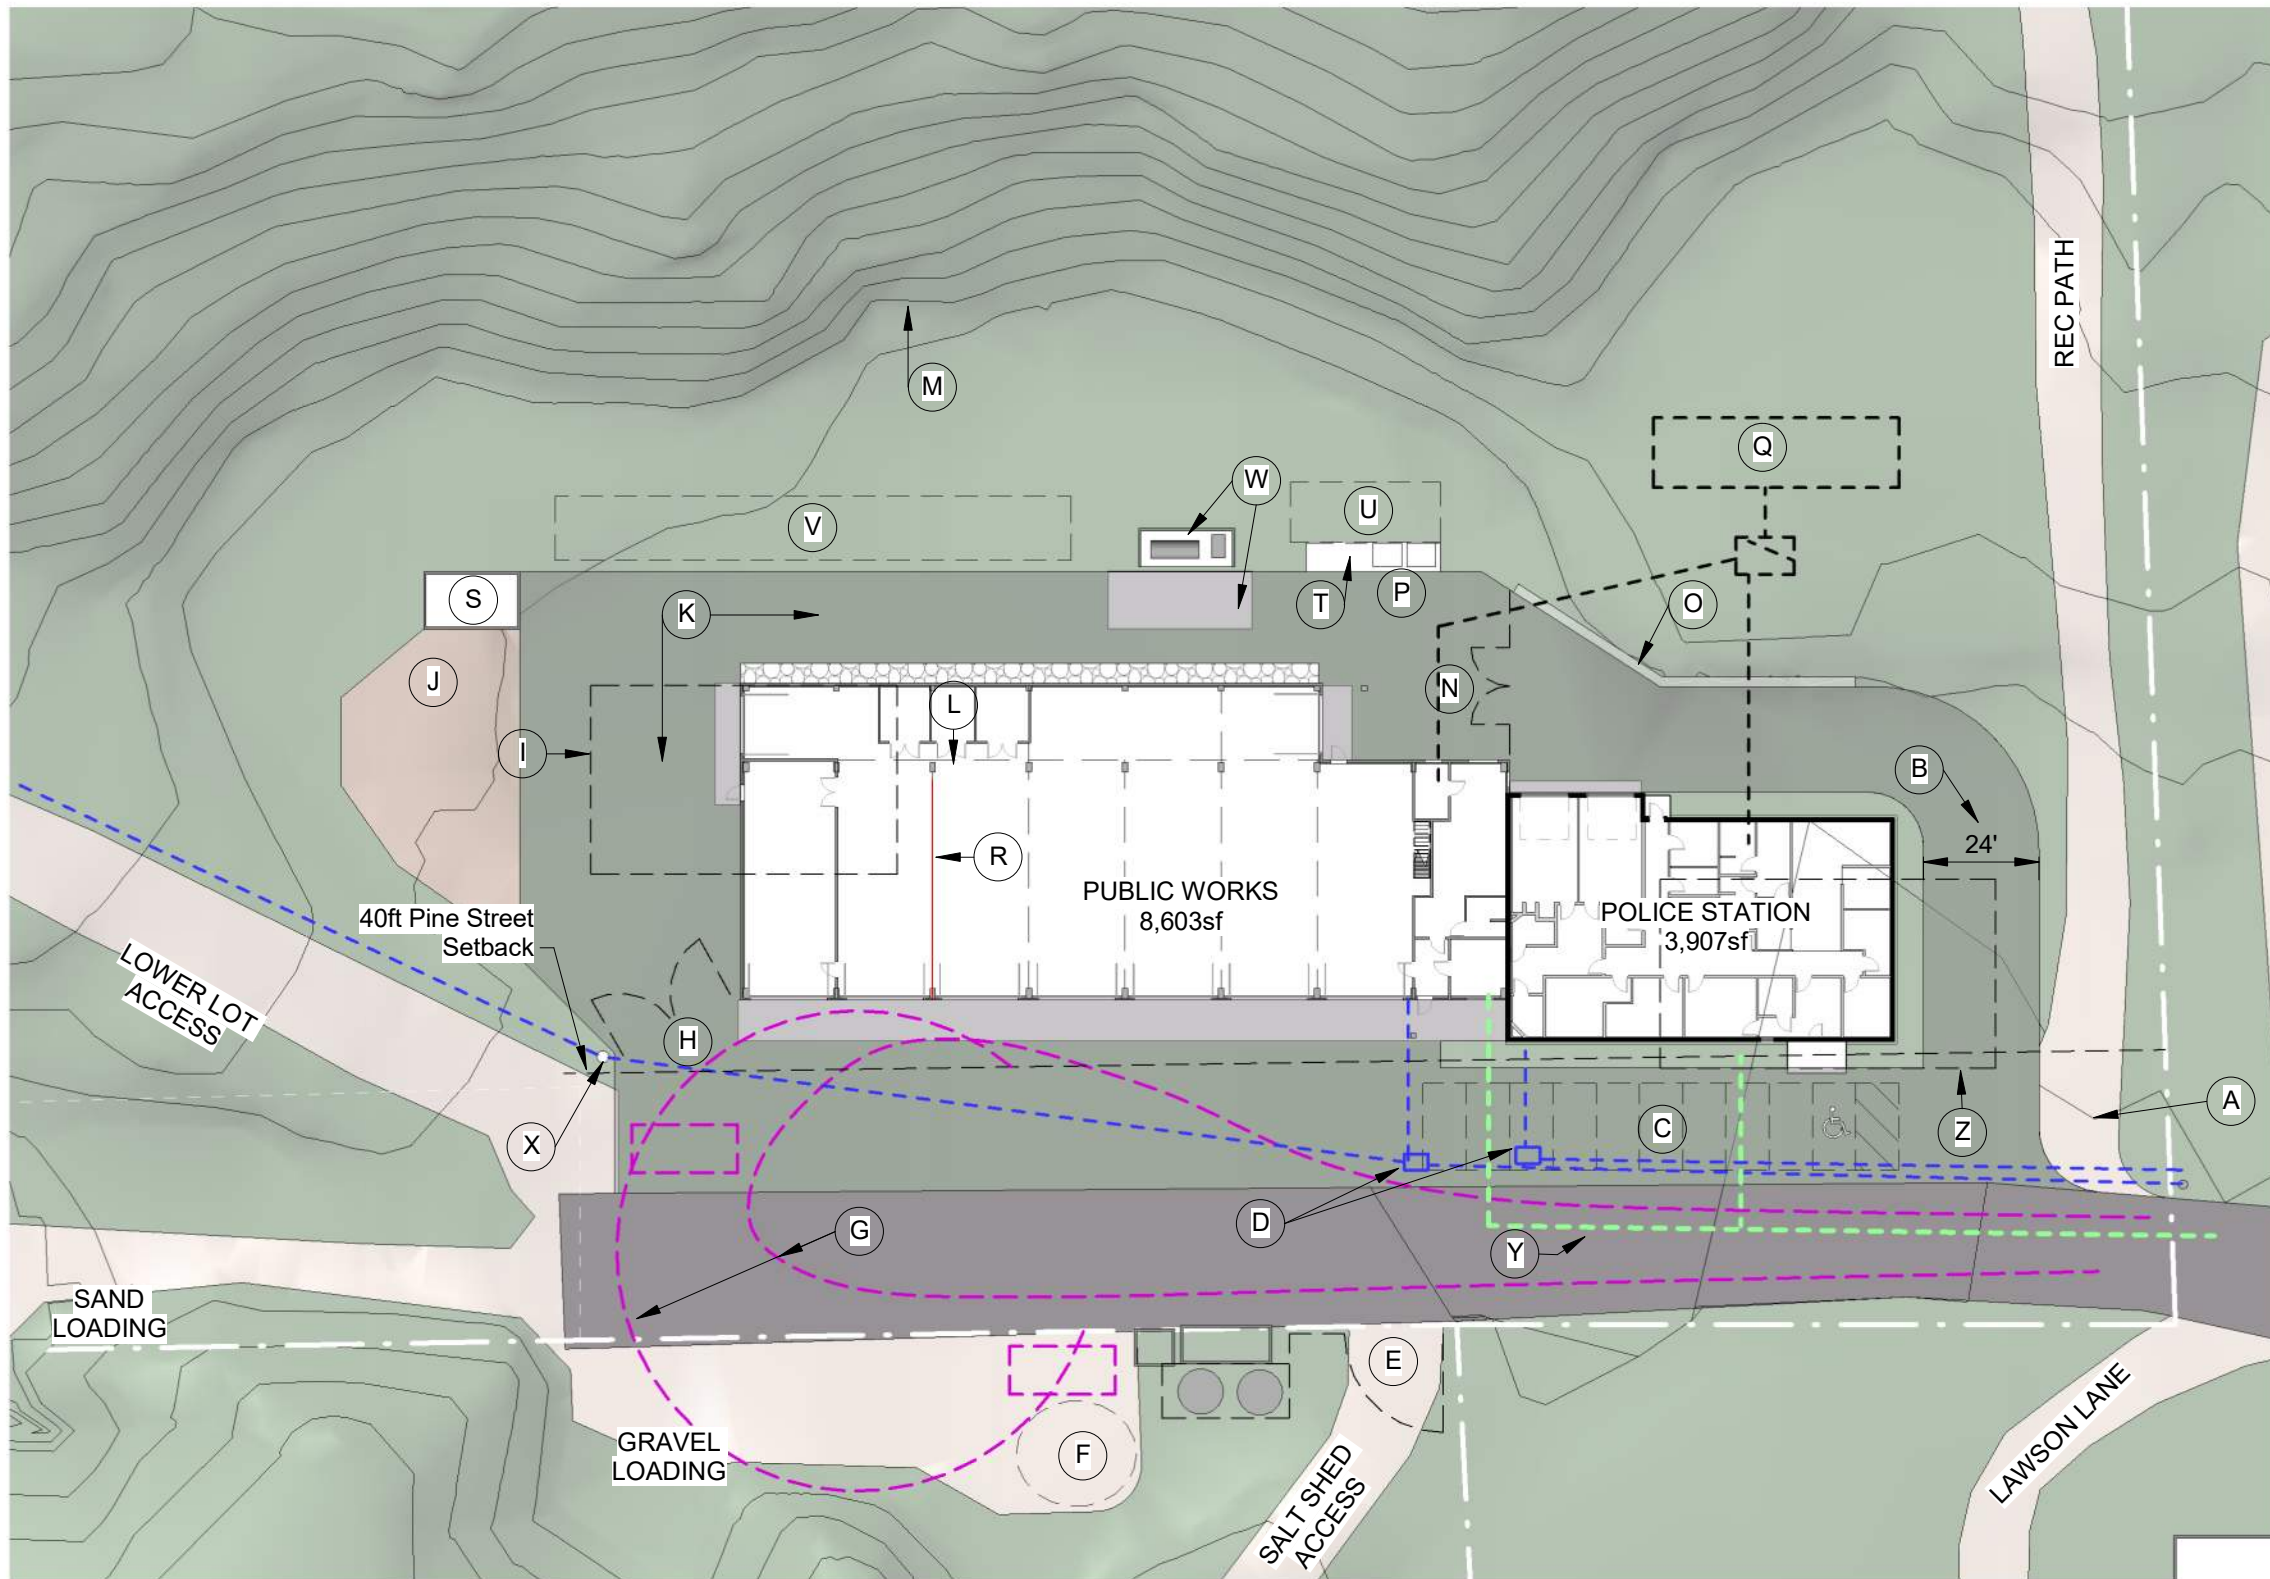 REC PATH
M
Q
W
U
V
S
K
T
P
O
J
N
L
I
B
24'
R
PUBLIC WORKS
8,603sf
POLICE STATION
3,907sf
40ft Pine Street
Setback
LOWER LOT
ACCESS
H
X
C
Z
A
D
G
Y
SAND
LOADING
E
GRAVEL
LOADING
F
SALT SHED
ACCESS
LAWSON LANE